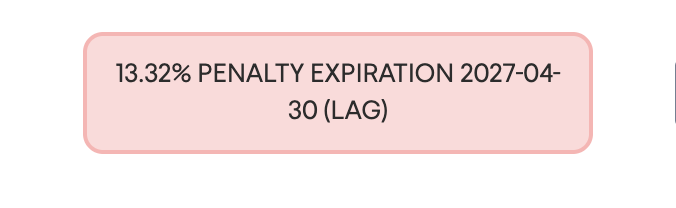 13.32% PENALTY EXPIRATION 2027-04-
30 (LAG)